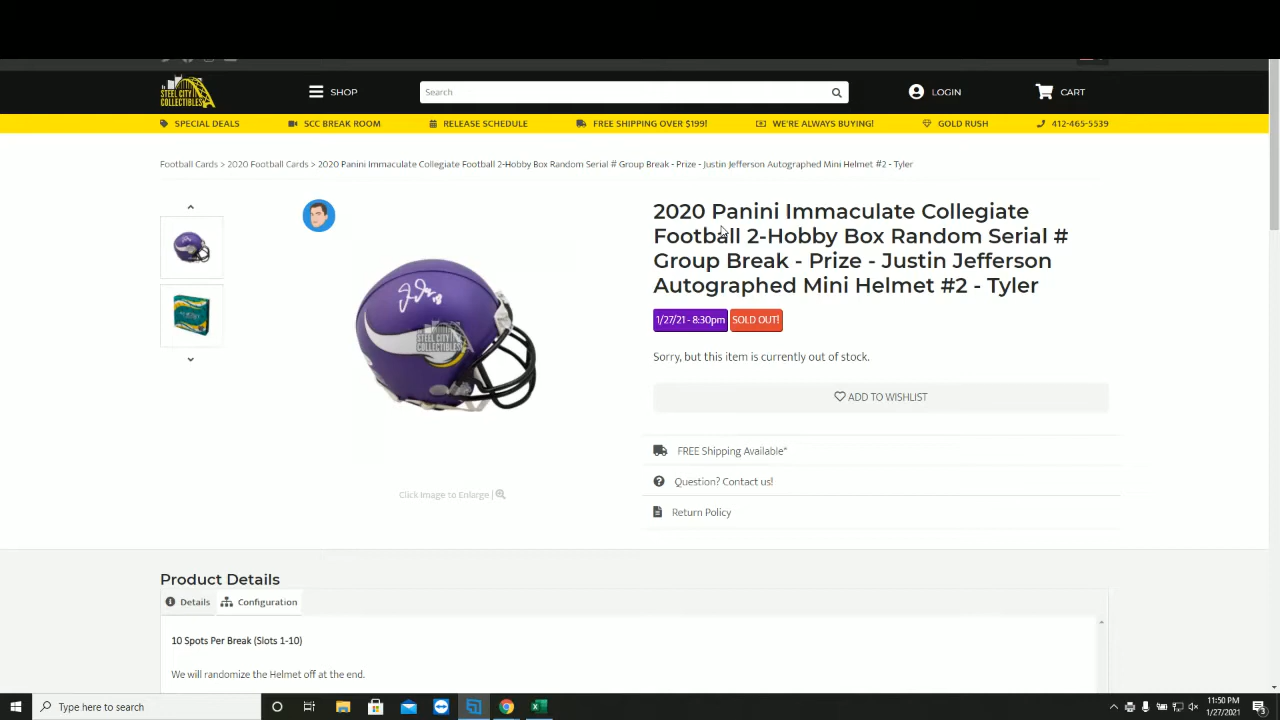 STEEL CITY
COLLECTIBLES
SHOP
Search
LOGIN
CART
SPECIAL DEALS
SCC BREAK ROOM
RELEASE SCHEDULE
FREE SHIPPING OVER $199!
WE'RE ALWAYS BUYING!
GOLD RUSH
412-465-5539
Football Cards > 2020 Football Cards > 2020 Panini Immaculate Collegiate Football 2-Hobby Box Random Serial # Group Break - Prize - Justin Jefferson Autographed Mini Helmet #2 - Tyler
2020 Panini Immaculate Collegiate
Football 2-Hobby Box Random Serial #
Group Break - Prize - Justin Jefferson
Autographed Mini Helmet #2 - Tyler
1/27/21 - 8:30pm SOLD OUT!
Sorry, but this item is currently out of stock.
ADD TO WISHLIST
STEEL CITY
COLLECTIBLES
FREE Shipping Available*
Question? Contact us!
Return Policy
Click Image to Enlarge |
Product Details
Details
Configuration
10 Spots Per Break (Slots 1-10)
We will randomize the Helmet off at the end.
Type here to search
11:50 PM
1/27/2021